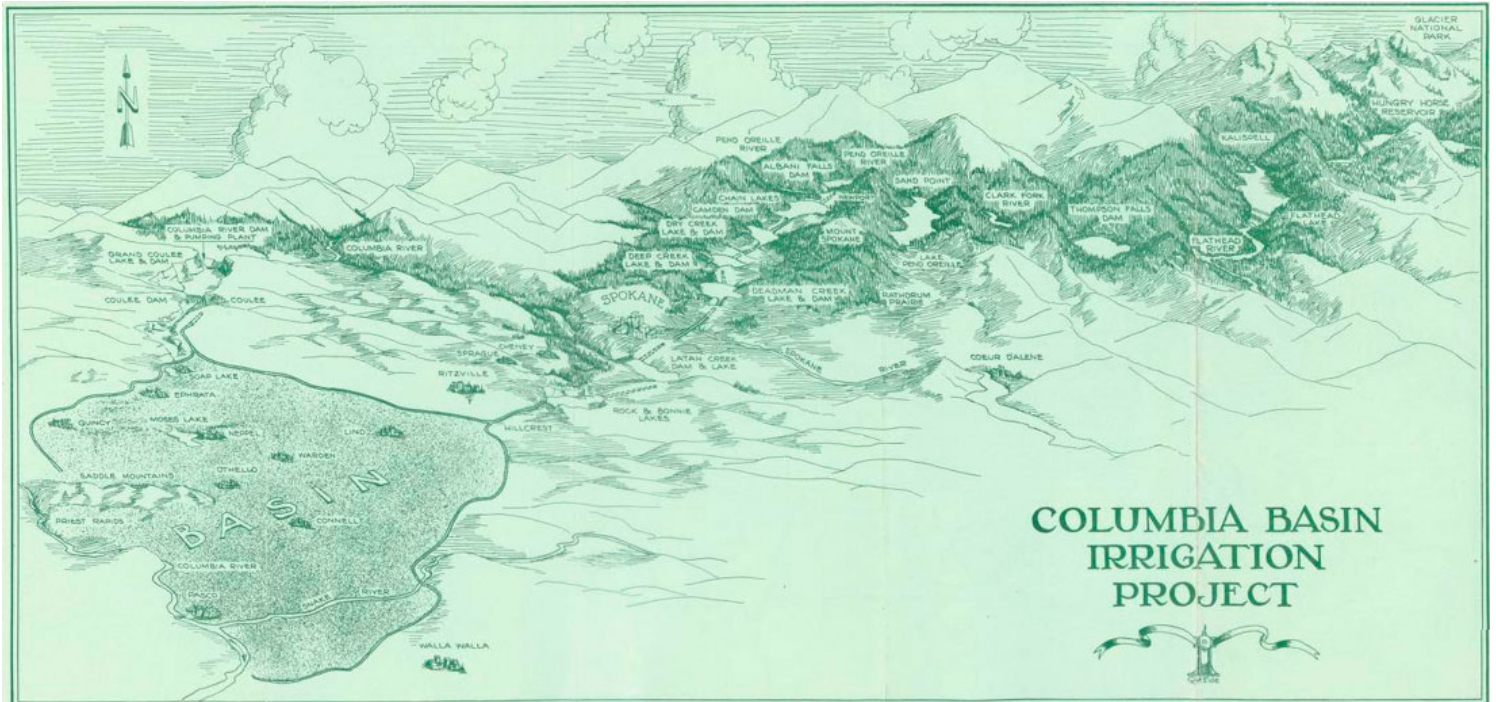 GLACIER
NATIONAL
PARK
N
HUNGRY HORSE
RESERVOIR
KALISPELL
PEND OREILLE
RIVER
PEND OREILLE
RIVER
ALBANI FALLS
DAM
SAND POINT
CHAIN LAKES
NEWPORT
CAMDEN DAM
CLARK FORK
RIVER
THOMPSON FALLS
DAM
FLATHEAD
LAKE
DRY CREEK
LAKE & DAM
MOUNT
SPOKANE
COLUMBIA RIVER DAM
& PUMPING PLANT
COLUMBIA RIVER
FLATHEAD
RIVER
GRAND COULEE
LAKE & DAM
DEEP CREEK
LAKE & DAM
LAKE
PEND OREILLE
DEADMAN CREEK
LAKE & DAM
RATHDRUM
PRAIRIE
COULEE DAM
COULEE
SPOKANE
CHENEY
SPRAGUE
LATAH CREEK
DAM & LAKE
SPOKANE RIVER
COEUR D'ALENE
SOAP LAKE
RITZVILLE
EPHRATA
ROCK & BONNIE
LAKES
QUINCY
MOSES LAKE
NEPPEL
LIND
HILLCREST
WARDEN
OTHELLO
SADDLE MOUNTAINS
BASIN
PRIEST RAPIDS
CONNELL
COLUMBIA RIVER
PASCO
SNAKE RIVER
WALLA WALLA
COLUMBIA BASIN
IRRIGATION
PROJECT